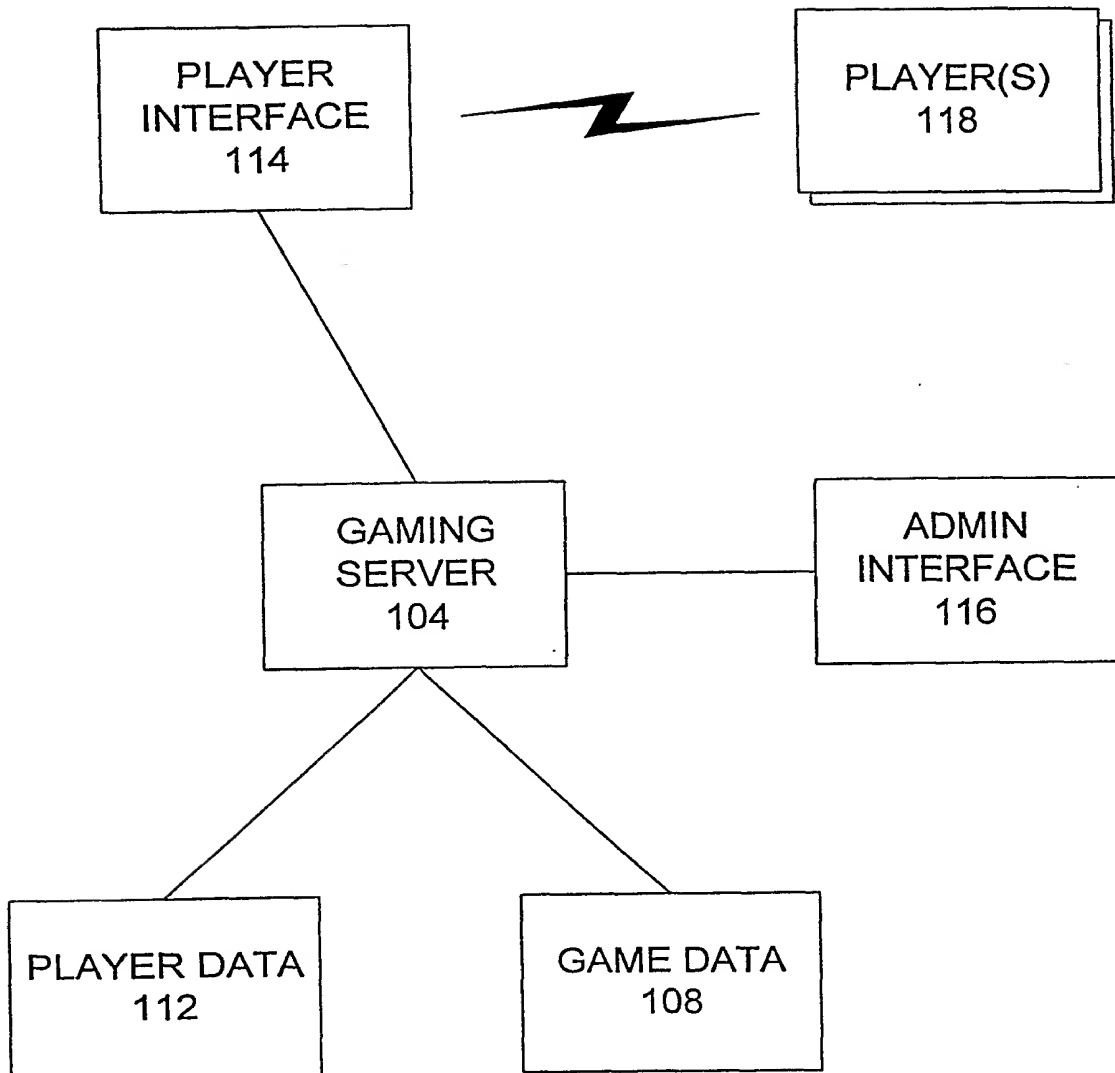 PLAYER
INTERFACE
114
PLAYER(S)
118
GAMING
SERVER
104
ADMIN
INTERFACE
116
PLAYER DATA
112
GAME DATA
108